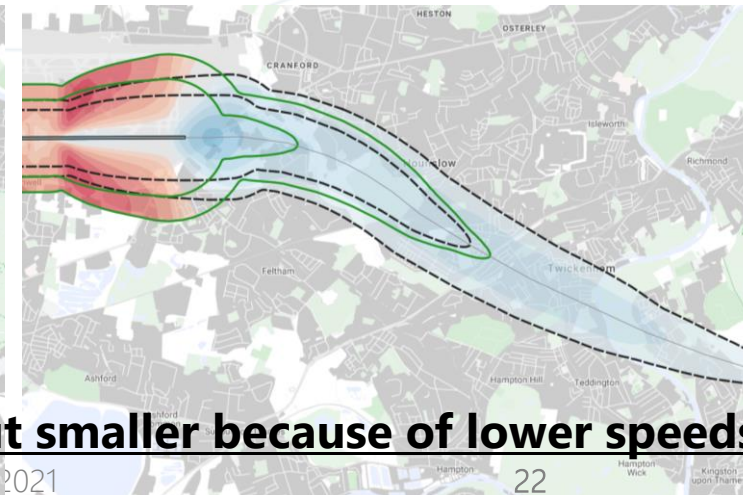 HESTON
OSTERLEY
CRANFORD
Isleworth
Hounslow
Richmond
Feltham
Twickenham
Ashford
Hampton Hill
Teddington
smaller because of lower speeds
2021
22
Hampton
Hampton
Wick
Kingston
upon Thame